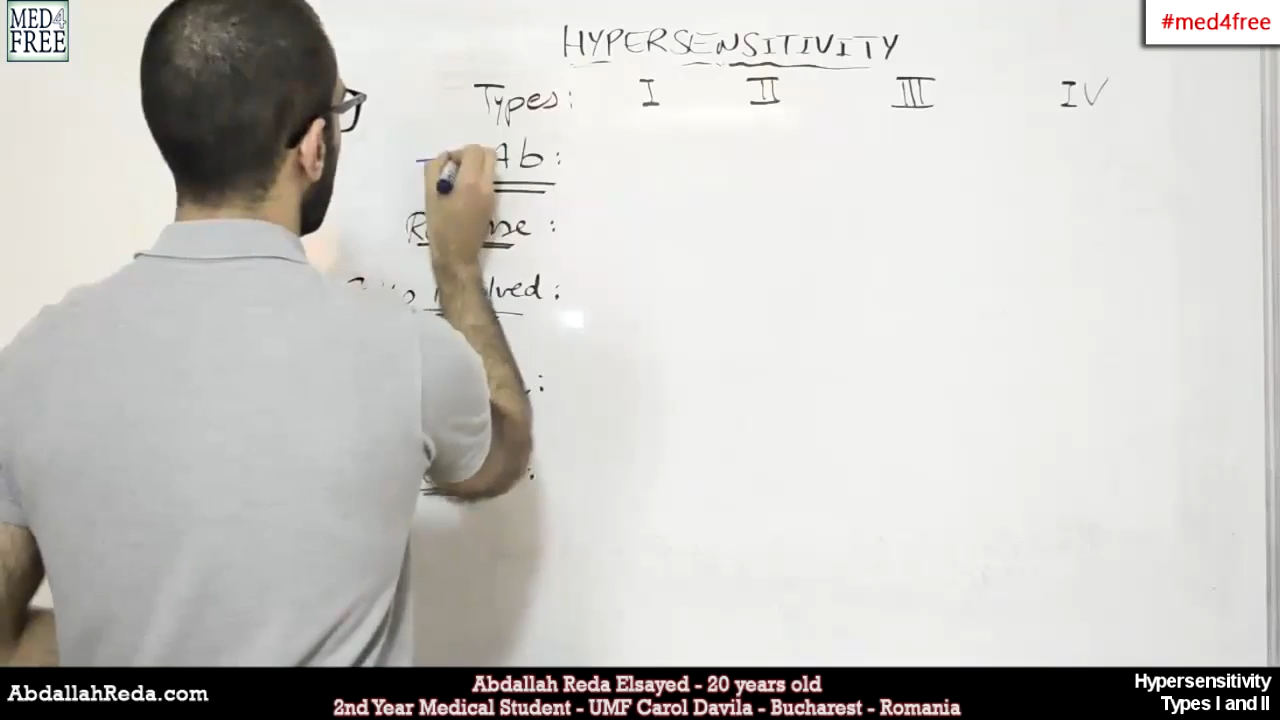 MED4
FREE
#med4free
HYPERSENSITIVITY
Types: I II III IV
Ab:
:
involved:
:
:
AbdallahReda.com
Abdallah Reda Elsayed - 20 years old
2nd Year Medical Student - UMF Carol Davila - Bucharest - Romania
Hypersensitivity
Types I and II